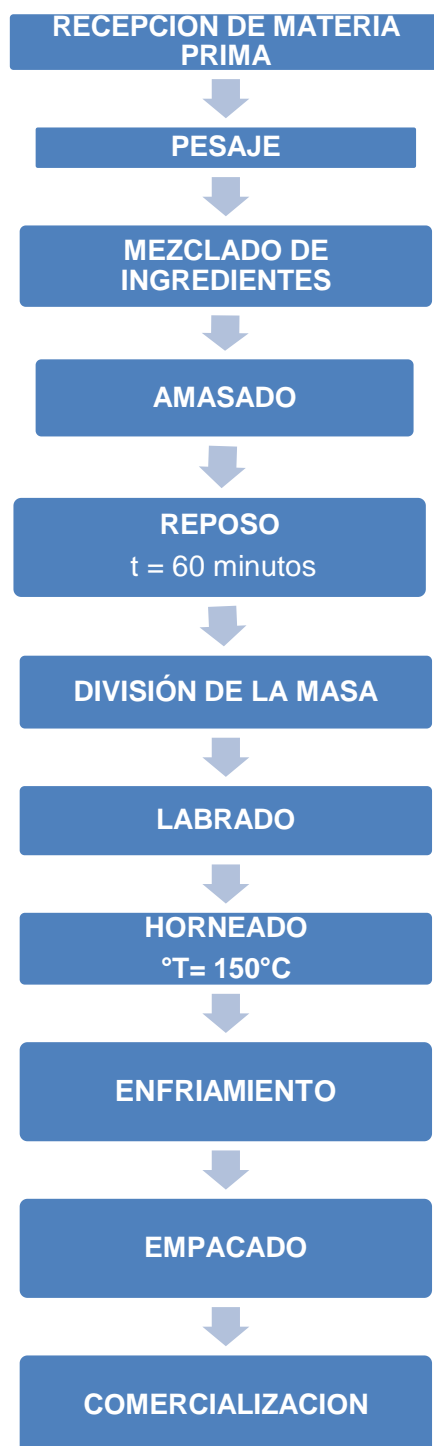 RECEPCION DE MATERIA
PRIMA
PESAJE
MEZCLADO DE
INGREDIENTES
AMASADO
REPOSO
t = 60 minutos
DIVISIÓN DE LA MASA
LABRADO
HORNEADO
°T= 150°C
ENFRIAMIENTO
EMPACADO
COMERCIALIZACION